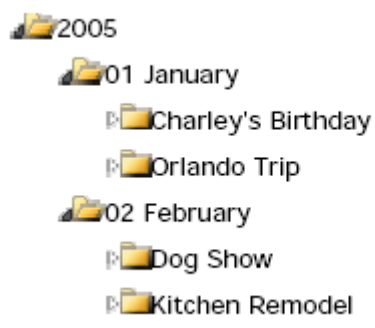 2005
01 January
Charley's Birthday
Orlando Trip
02 February
Dog Show
Kitchen Remodel